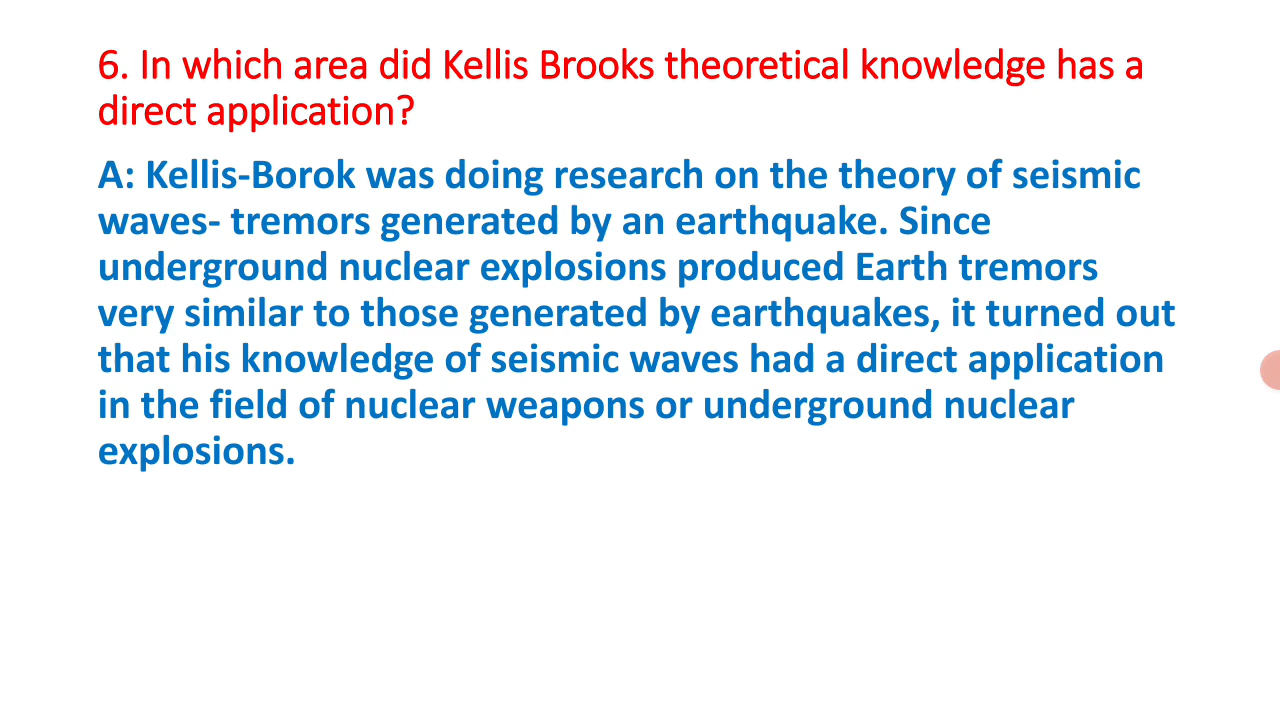 6. In which area did Kellis Brooks theoretical knowledge has a
direct application?
A: Kellis-Borok was doing research on the theory of seismic
waves- tremors generated by an earthquake. Since
underground nuclear explosions produced Earth tremors
very similar to those generated by earthquakes, it turned out
that his knowledge of seismic waves had a direct application
in the field of nuclear weapons or underground nuclear
explosions.